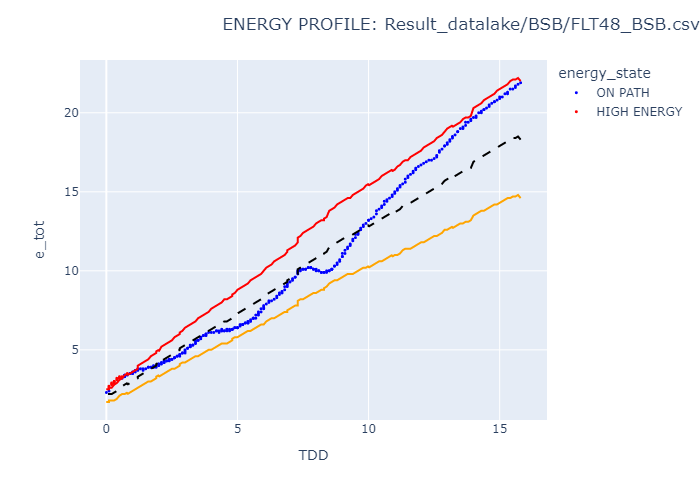 ENERGY PROFILE: Result_datalake/BSB/FLT48_BSB.csv
energy_state
ON PATH
HIGH ENERGY
20
15
10
5
e_tot
0
5
10
15
TDD